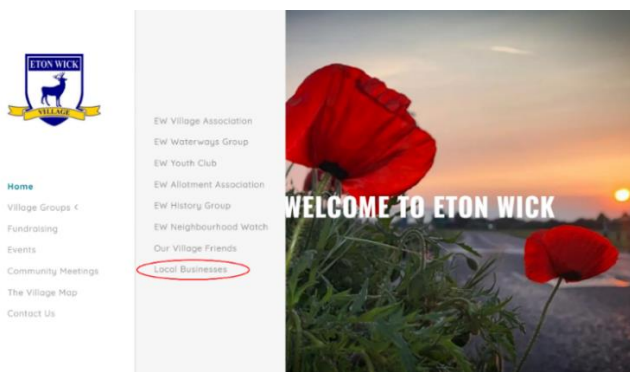 ETON WICK
VILLAGE
Home
Village Groups <
Fundraising
Events
Community Meetings
The Village Map
Contact Us
EW Village Association
EW Waterways Group
EW Youth Club
EW Allotment Association
EW History Group
EW Neighbourhood Watch
Our Village Friends
Local Businesses
WELCOME TO ETON WICK